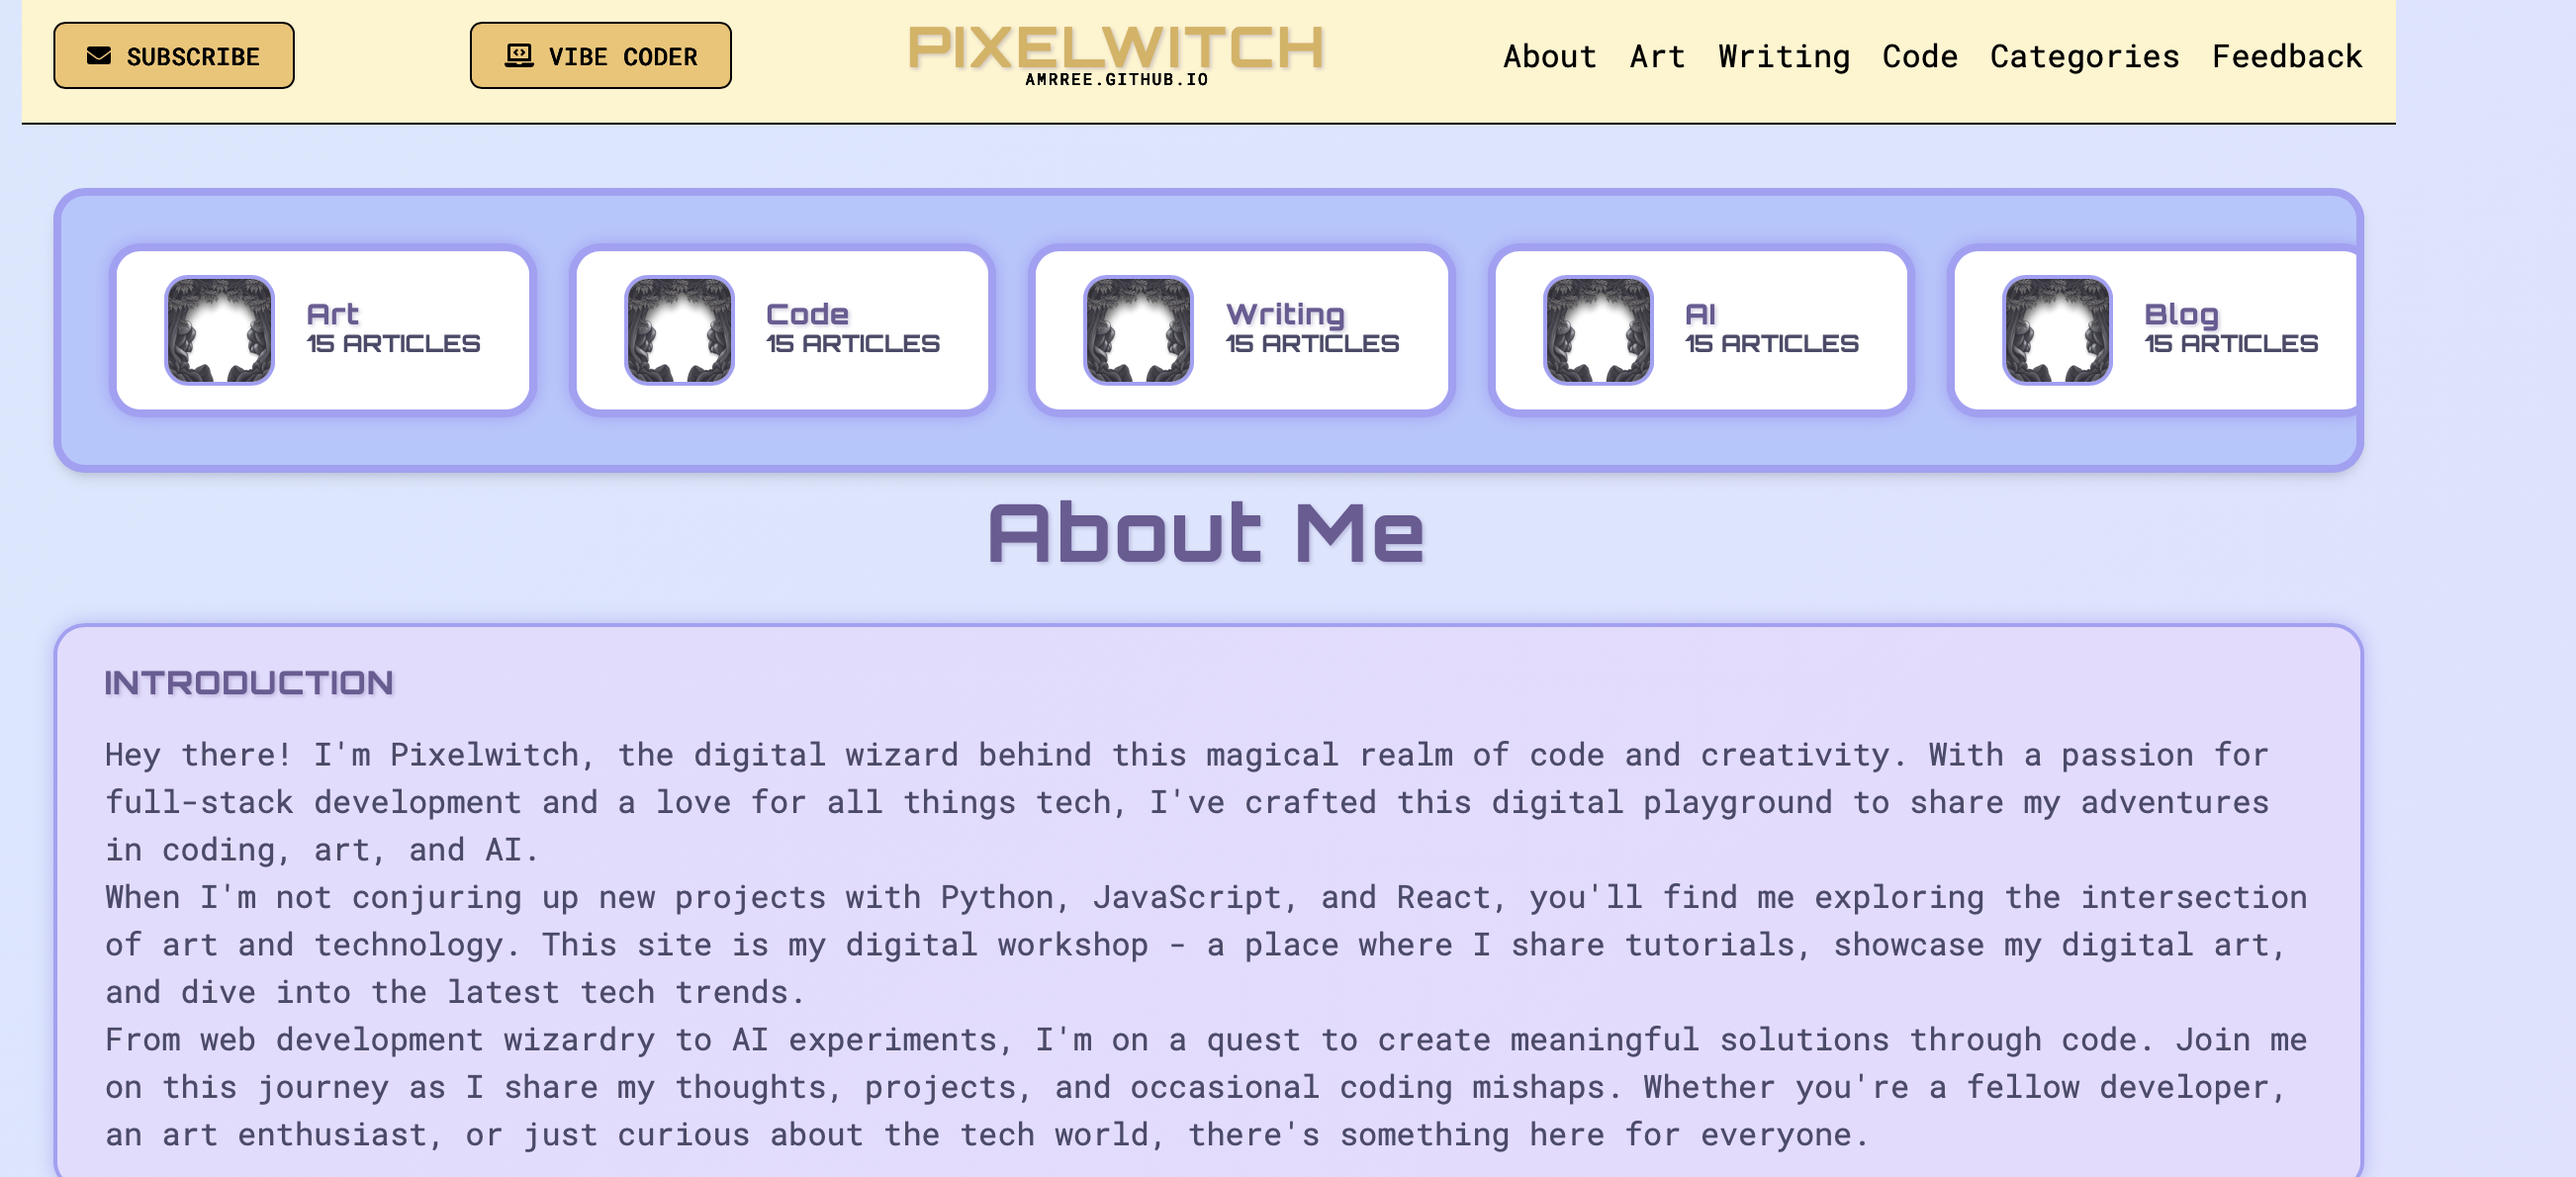 SUBSCRIBE
VIBE CODER
PIXELWITCH
AMRREE.GITHUB.IO
About Art Writing Code Categories Feedback
Art
15 ARTICLES
Code
15 ARTICLES
Writing
15 ARTICLES
AI
15 ARTICLES
Blog
15 ARTICLES
About Me
INTRODUCTION
Hey there! I'm Pixelwitch, the digital wizard behind this magical realm of code and creativity. With a passion for
full-stack development and a love for all things tech, I've crafted this digital playground to share my adventures
in coding, art, and AI.
When I'm not conjuring up new projects with Python, JavaScript, and React, you'll find me exploring the intersection
of art and technology. This site is my digital workshop - a place where I share tutorials, showcase my digital art,
and dive into the latest tech trends.
From web development wizardry to AI experiments, I'm on a quest to create meaningful solutions through code. Join me
on this journey as I share my thoughts, projects, and occasional coding mishaps. Whether you're a fellow developer,
an art enthusiast, or just curious about the tech world, there's something here for everyone.